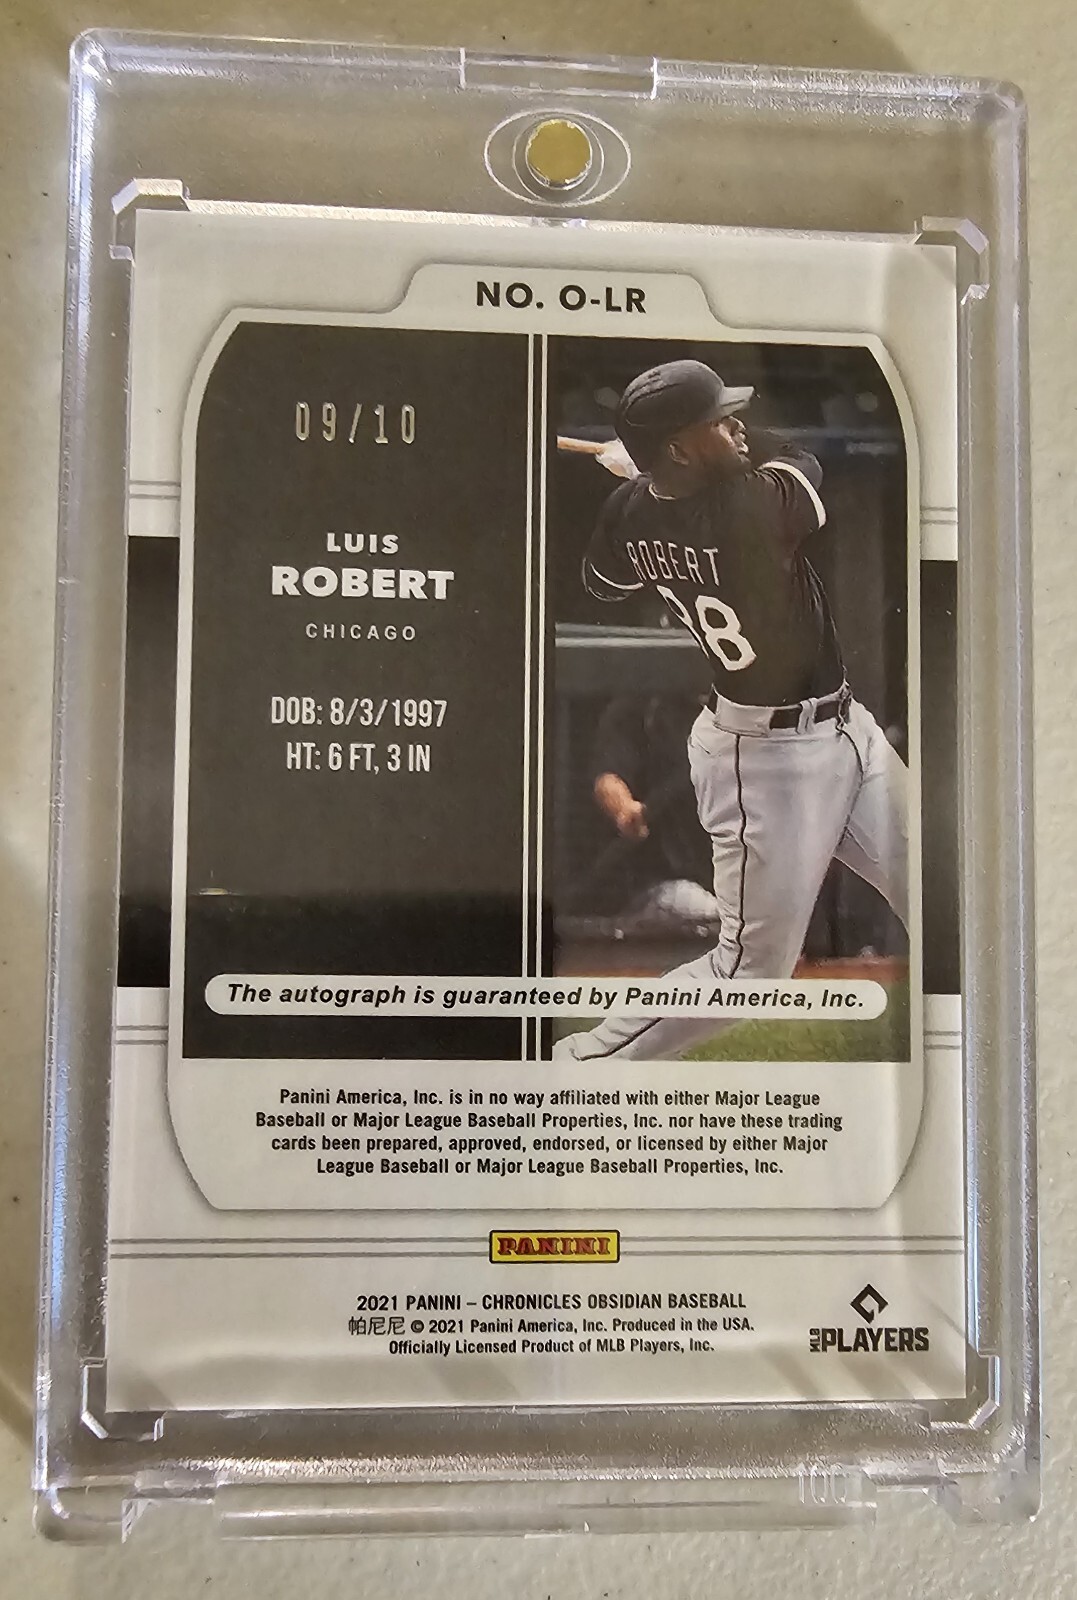 NO. O-LR
09/10
LUIS
ROBERT
CHICAGO
DOB: 8/3/1997
HT: 6 FT, 3 IN
ROBERT
88
The autograph is guaranteed by Panini America, Inc.
Panini America, Inc. is in no way affiliated with either Major League
Baseball or Major League Baseball Properties, Inc. nor have these trading
cards been prepared, approved, endorsed, or licensed by either Major
League Baseball or Major League Baseball Properties, Inc.
PANINI
2021 PANINI – CHRONICLES OBSIDIAN BASEBALL
帕尼尼 © 2021 Panini America, Inc. Produced in the USA.
Officially Licensed Product of MLB Players, Inc.
MLB PLAYERS